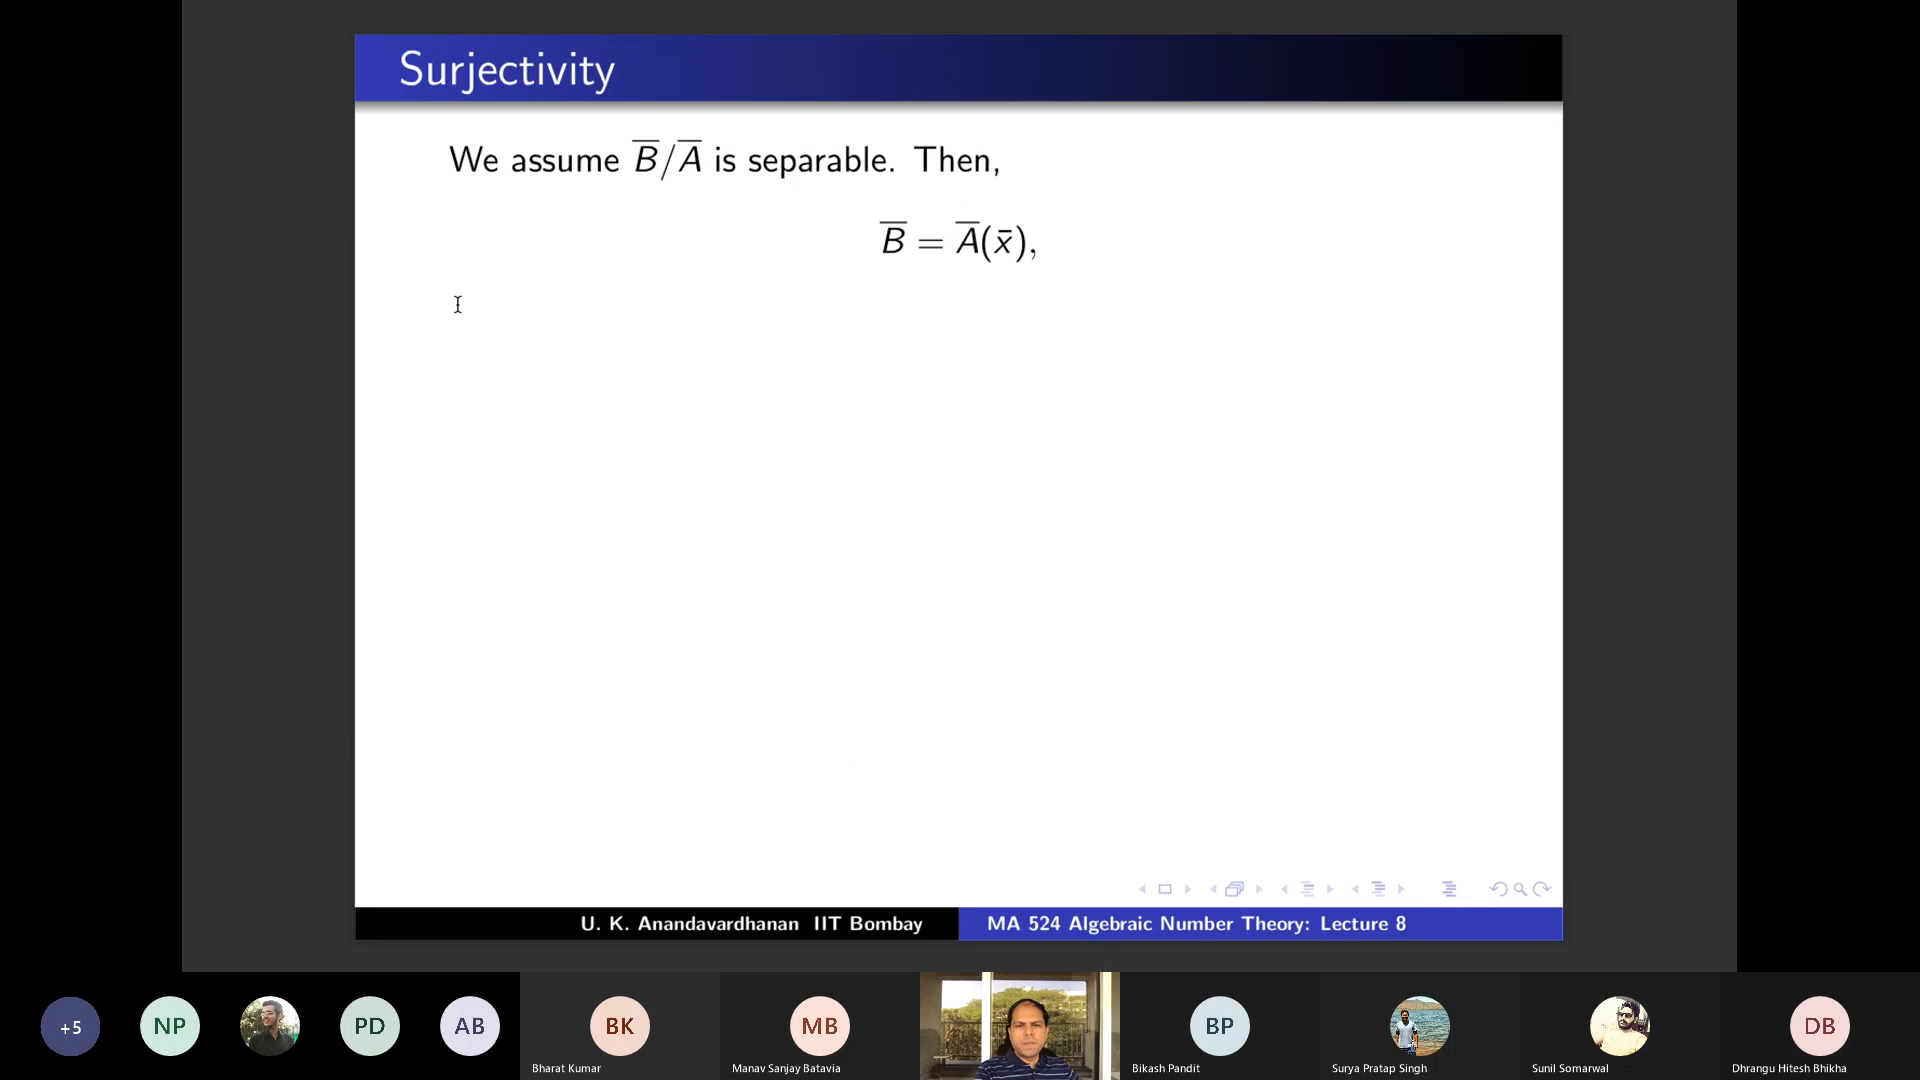 Surjectivity
We assume B̅/A̅ is separable. Then,
B̅ = A̅(x̄),
U. K. Anandavardhanan IIT Bombay
MA 524 Algebraic Number Theory: Lecture 8
+5
NP
PD
AB
BK
MB
BP
DB
Bharat Kumar
Manav Sanjay Batavia
Bikash Pandit
Surya Pratap Singh
Sunil Somarwal
Dhrangu Hitesh Bhikha